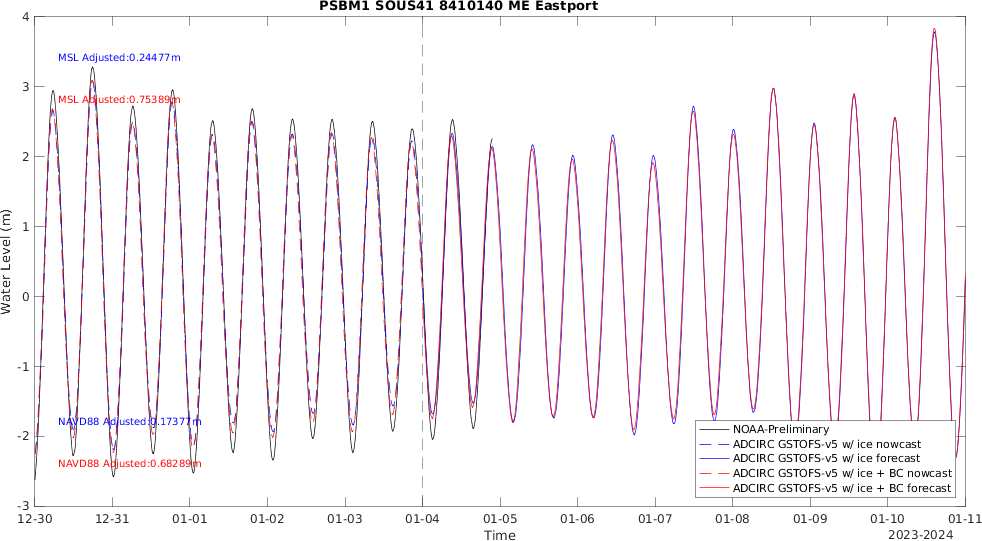 PSBM1 SOUS41 8410140 ME Eastport
4
3
2
1
0
-1
-2
-3
Water Level (m)
MSL Adjusted:0.24477m
MSL Adjusted:0.75389m
NAVD88 Adjusted:0.17377m
NAVD88 Adjusted:0.68289m
NOAA-Preliminary
ADCIRC GSTOFS-v5 w/ ice nowcast
ADCIRC GSTOFS-v5 w/ ice forecast
ADCIRC GSTOFS-v5 w/ ice + BC nowcast
ADCIRC GSTOFS-v5 w/ ice + BC forecast
12-30 12-31 01-01 01-02 01-03 01-04 01-05 01-06 01-07 01-08 01-09 01-10 01-11
Time
2023-2024